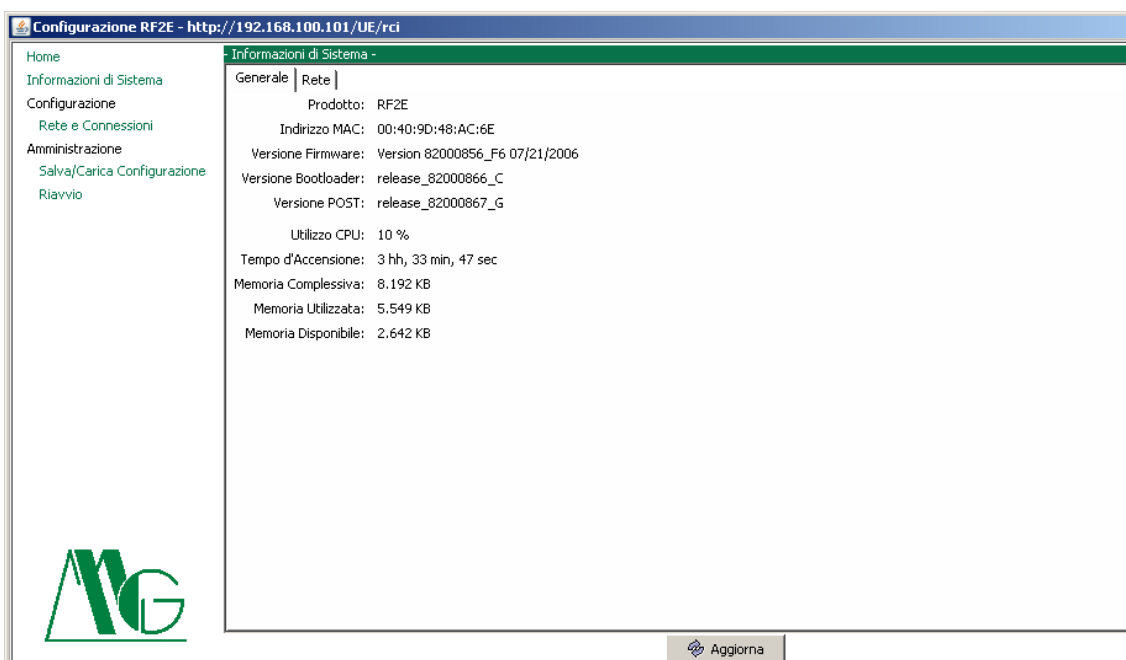 Configurazione RF2E - http://192.168.100.101/UE/rci
Home
Informazioni di Sistema
Configurazione
Rete e Connessioni
Amministrazione
Salva/Carica Configurazione
Riavvio
- Informazioni di Sistema -
Generale Rete
Prodotto: RF2E
Indirizzo MAC: 00:40:9D:48:AC:6E
Versione Firmware: Version 82000856_F6 07/21/2006
Versione Bootloader: release_82000866_C
Versione POST: release_82000867_G
Utilizzo CPU: 10 %
Tempo d'Accensione: 3 hh, 33 min, 47 sec
Memoria Complessiva: 8.192 KB
Memoria Utilizzata: 5.549 KB
Memoria Disponibile: 2.642 KB
Aggiorna